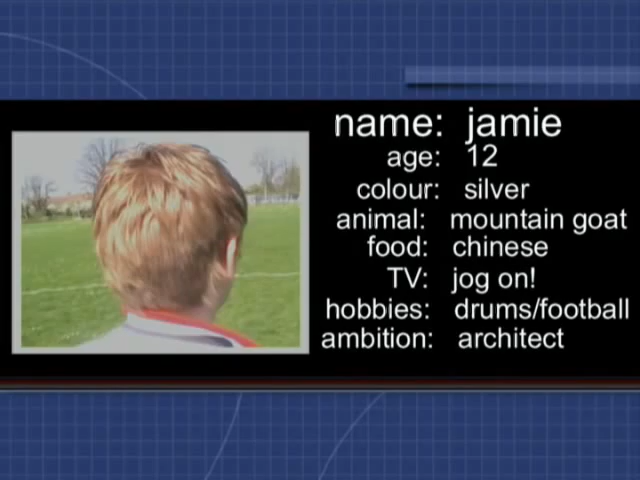 name: jamie
age: 12
colour: silver
animal: mountain goat
food: chinese
TV: jog on!
hobbies: drums/football
ambition: architect